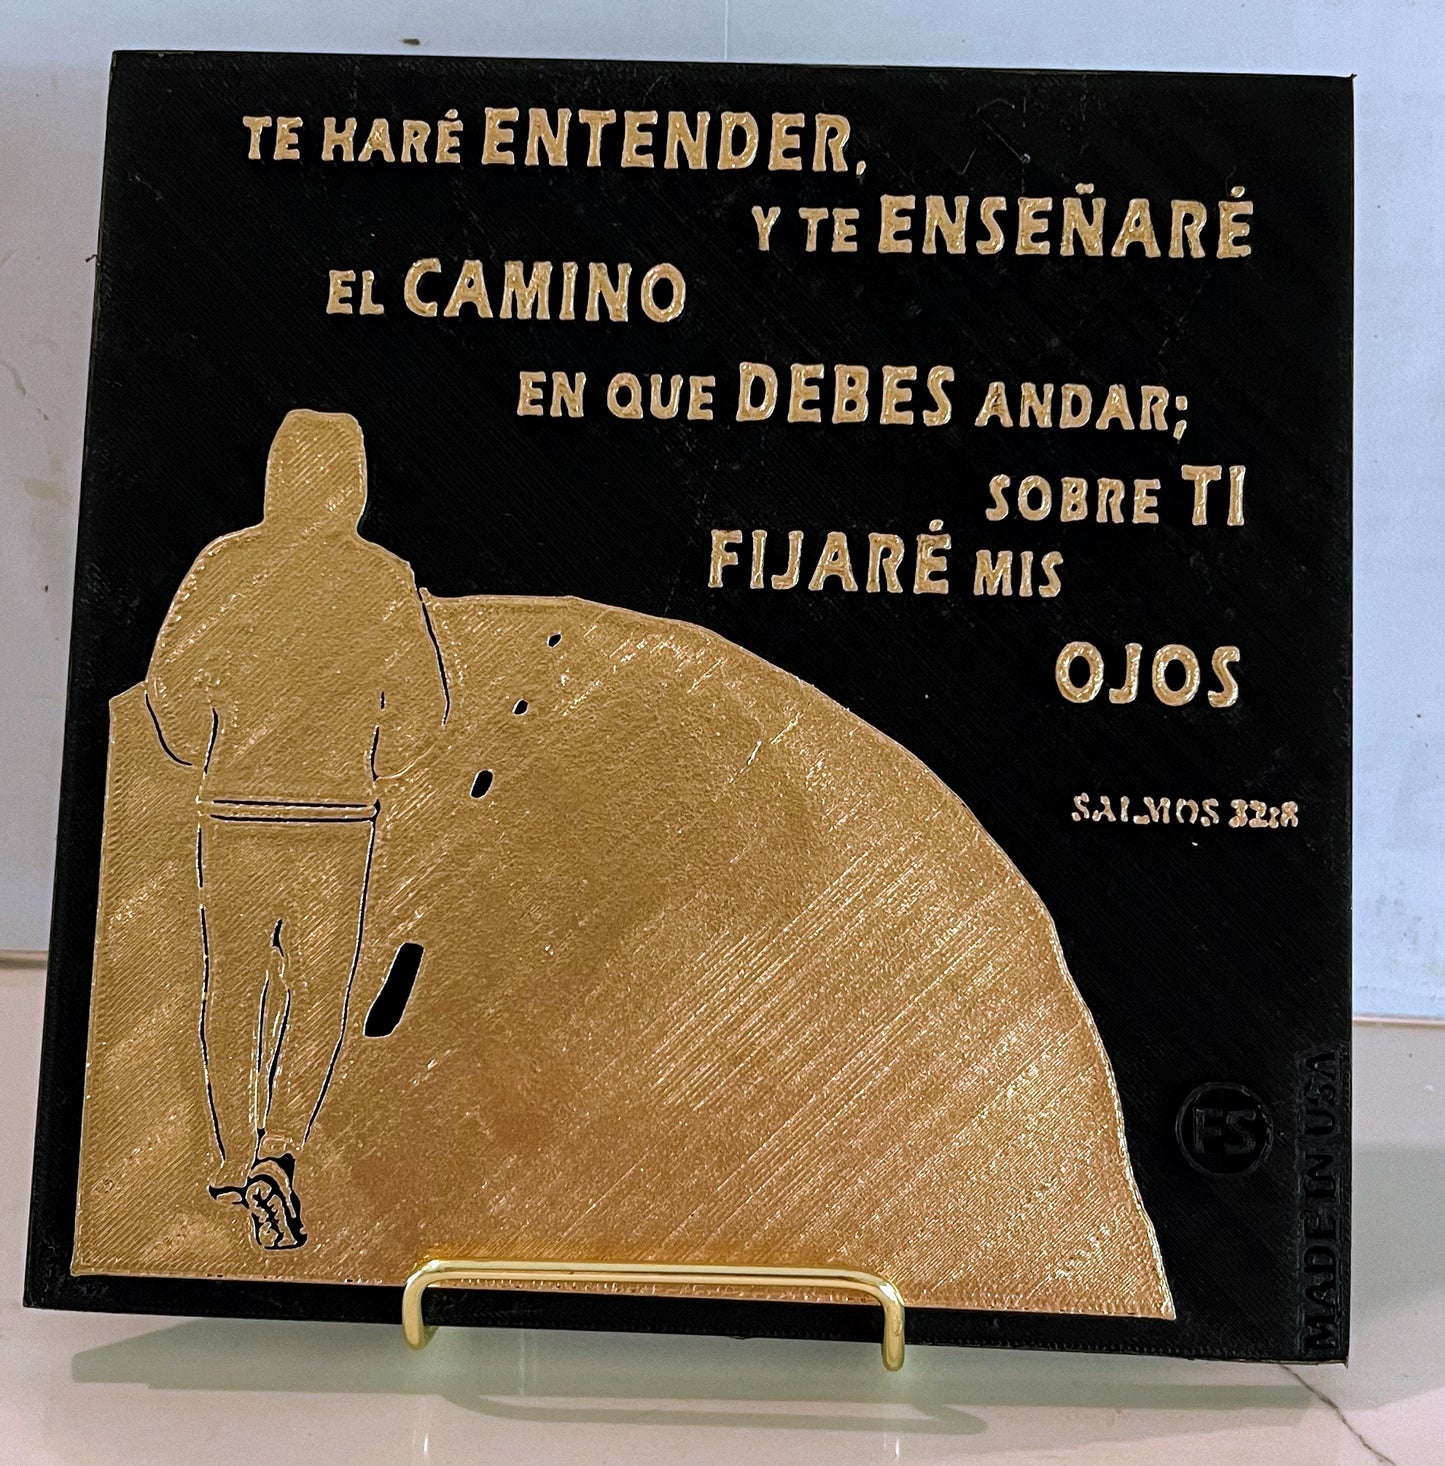 TE HARÉ ENTENDER,
Y TE ENSEÑARÉ
EL CAMINO
EN QUE DEBES ANDAR;
SOBRE TI
FIJARÉ MIS
OJOS
SALMOS 32:8
FS
MADE IN USA